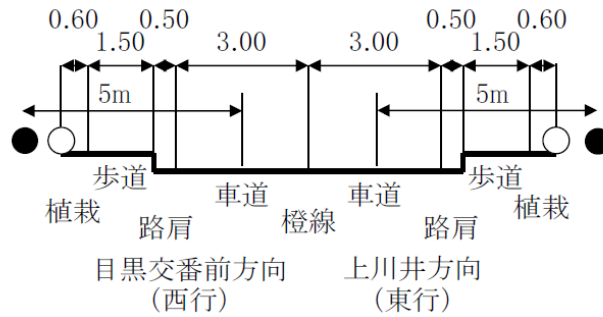 0.60 0.50 0.50 0.60
1.50 3.00 3.00 1.50
5m 5m
歩道 車道 橙線 車道 歩道
植栽 路肩 路肩 植栽
目黒交番前方向 上川井方向
(西行) (東行)